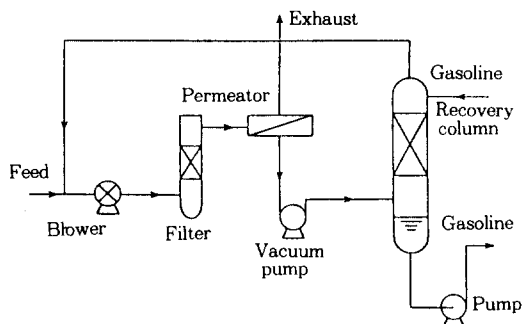 Exhaust
Gasoline
Permeator
Recovery
column
Feed
Blower
Filter
Vacuum
pump
Gasoline
Pump